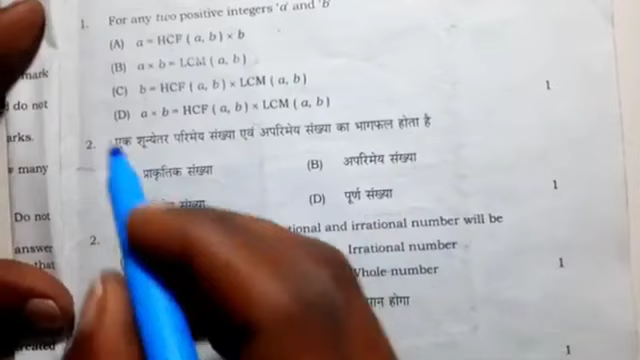 1. For any two positive integers 'a' and 'b'
(A) a = HCF ( a, b ) × b
(B) a × b = LCM ( a, b )
(C) b = HCF ( a, b ) × LCM ( a, b )
1
(D) a × b = HCF ( a, b ) × LCM ( a, b )
2. एक शून्येतर परिमेय संख्या एवं अपरिमेय संख्या का भागफल होता है
प्राकृतिक संख्या (B) अपरिमेय संख्या
संख्या (D) पूर्ण संख्या
1
2. and irrational number will be
Irrational number
Whole number
1
होगा
1
mark
do not
arks.
many
Do not
answer
that